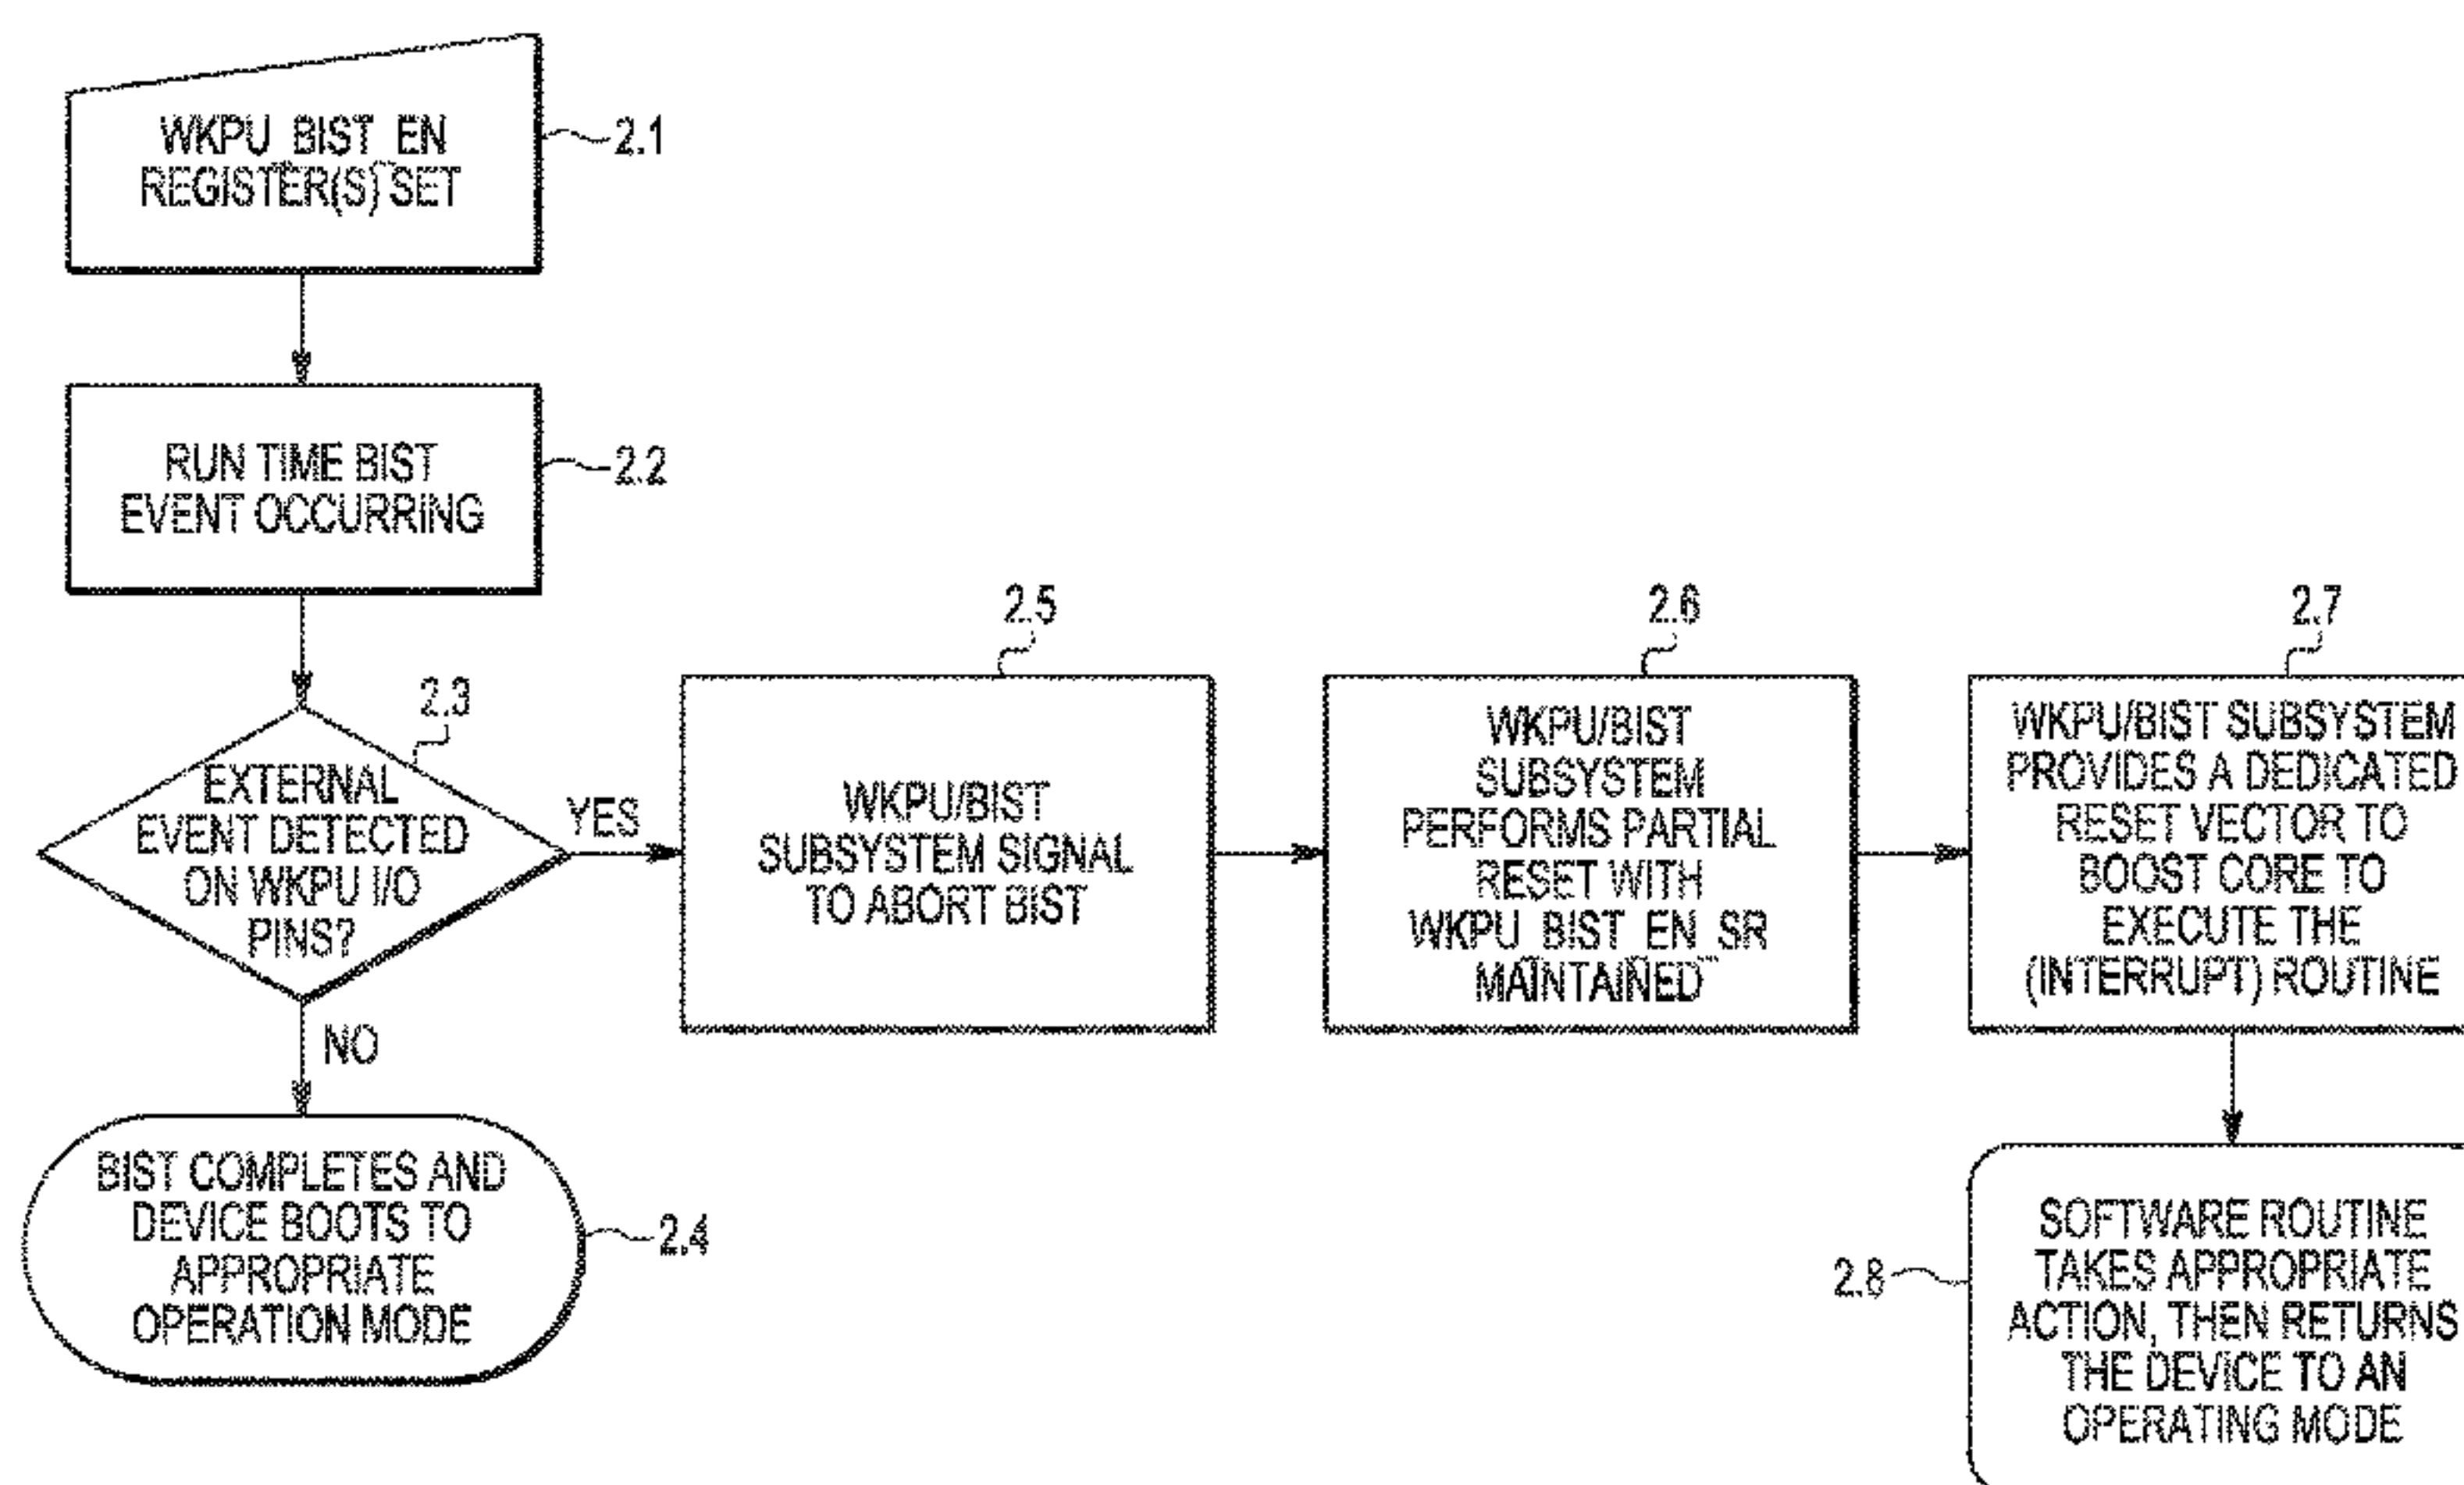 WKPU_BIST_EN
REGISTER(S) SET
2.1
RUN TIME BIST
EVENT OCCURRING
2.2
2.3
EXTERNAL
EVENT DETECTED
ON WKPU I/O
PINS?
YES
NO
BIST COMPLETES AND
DEVICE BOOTS TO
APPROPRIATE
OPERATION MODE
2.4
2.5
WKPU/BIST
SUBSYSTEM SIGNAL
TO ABORT BIST
2.6
WKPU/BIST
SUBSYSTEM
PERFORMS PARTIAL
RESET WITH
WKPU_BIST_EN_SR
MAINTAINED
2.7
WKPU/BIST SUBSYSTEM
PROVIDES A DEDICATED
RESET VECTOR TO
BOOST CORE TO
EXECUTE THE
(INTERRUPT) ROUTINE
2.8
SOFTWARE ROUTINE
TAKES APPROPRIATE
ACTION, THEN RETURNS
THE DEVICE TO AN
OPERATING MODE